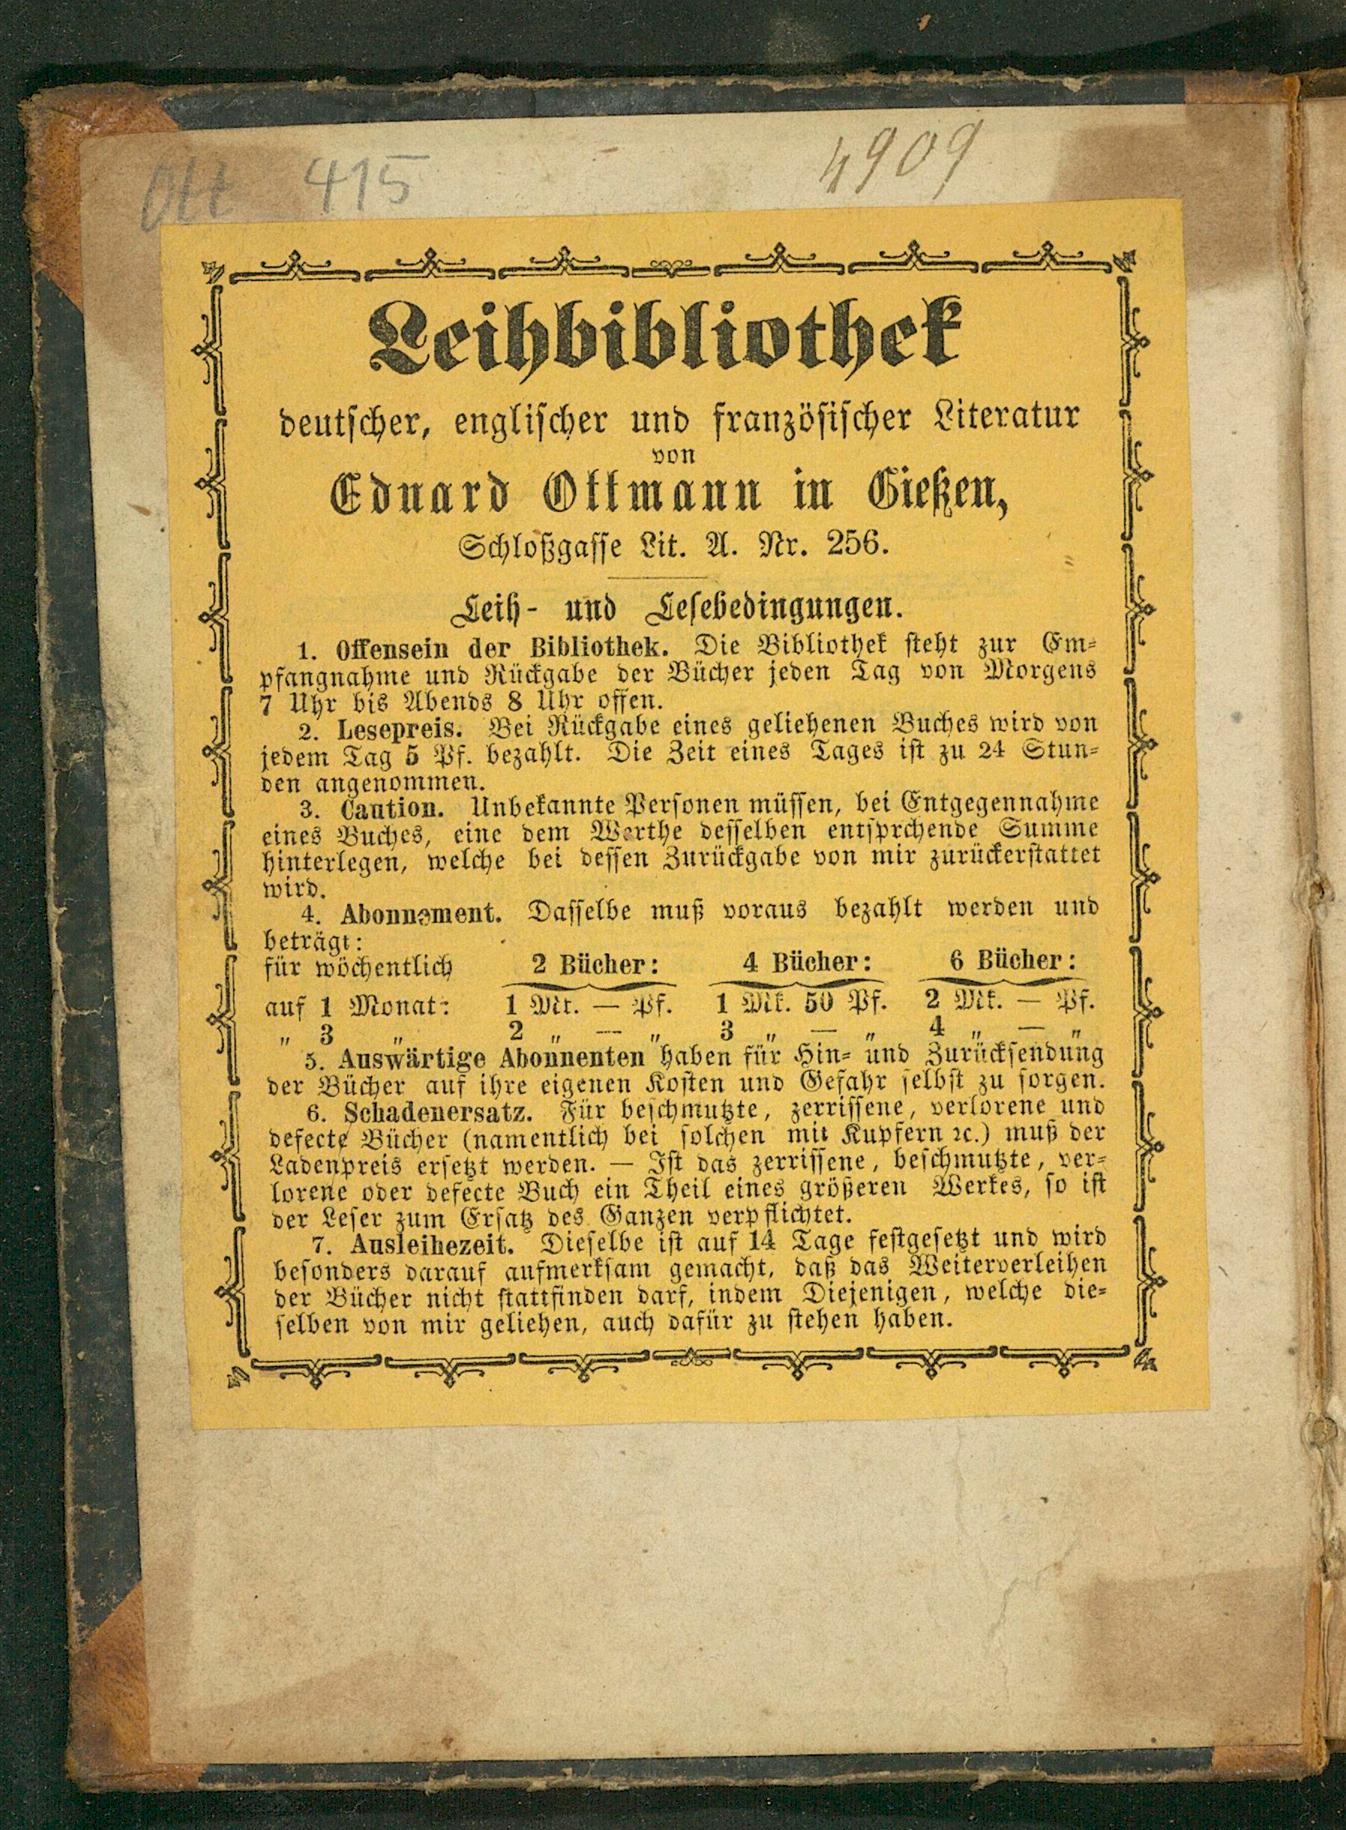 Ott 415
4909
Leihbibliothek
deutscher, englischer und französischer Literatur
von
Eduard Ottmann in Gießen,
Schloßgasse Lit. A. Nr. 256.
Leih- und Lesebedingungen.
1. Offensein der Bibliothek. Die Bibliothek steht zur Em-
pfangnahme und Rückgabe der Bücher jeden Tag von Morgens
7 Uhr bis Abends 8 Uhr offen.
2. Lesepreis. Bei Rückgabe eines geliehenen Buches wird von
jedem Tag 5 Pf. bezahlt. Die Zeit eines Tages ist zu 24 Stun-
den angenommen.
3. Caution. Unbekannte Personen müssen, bei Entgegennahme
eines Buches, eine dem Werthe desselben entsprchende Summe
hinterlegen, welche bei dessen Zurückgabe von mir zurückerstattet
wird.
4. Abonnement. Dasselbe muß voraus bezahlt werden und
beträgt:
für wöchentlich 2 Bücher: 4 Bücher: 6 Bücher:
auf 1 Monat: 1 Mk. — Pf. 1 Mk. 50 Pf. 2 Mk. — Pf.
„ 3 „ 2 „ — „ 3 „ — „ 4 „ — „
5. Auswärtige Abonnenten haben für Hin- und Zurücksendung
der Bücher auf ihre eigenen Kosten und Gefahr selbst zu sorgen.
6. Schadenersatz. Für beschmutzte, zerrissene, verlorene und
defecte Bücher (namentlich bei solchen mit Kupfern ꝛc.) muß der
Ladenpreis ersetzt werden. — Ist das zerrissene, beschmutzte, ver-
lorene oder defecte Buch ein Theil eines größeren Werkes, so ist
der Leser zum Ersatz des Ganzen verpflichtet.
7. Ausleihezeit. Dieselbe ist auf 14 Tage festgesetzt und wird
besonders darauf aufmerksam gemacht, daß das Weiterverleihen
der Bücher nicht stattfinden darf, indem Diejenigen, welche die-
selben von mir geliehen, auch dafür zu stehen haben.